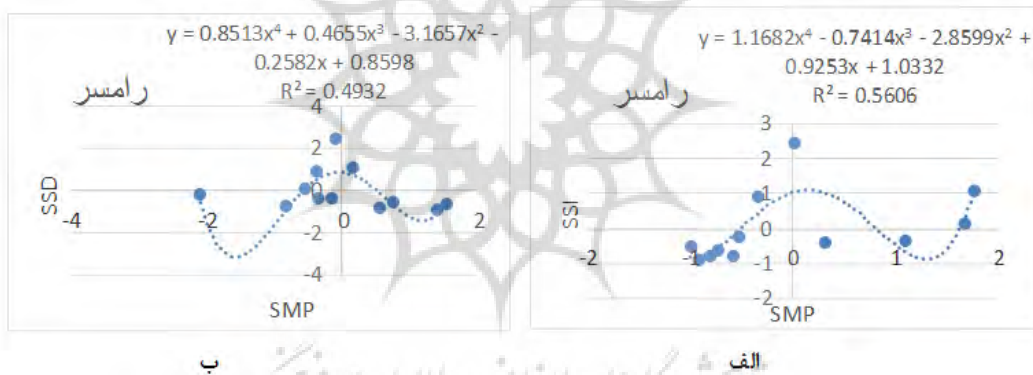 y = 0.8513x⁴ + 0.4655x³ - 3.1657x² -
0.2582x + 0.8598
R² = 0.4932
رامسر
4
2
0
-2
-4
-4
-2
0
2
SSD
SMP
ب
y = 1.1682x⁴ - 0.7414x³ - 2.8599x² +
0.9253x + 1.0332
R² = 0.5606
رامسر
3
2
1
0
-1
-2
-2
-1
0
1
2
SSI
SMP
الف